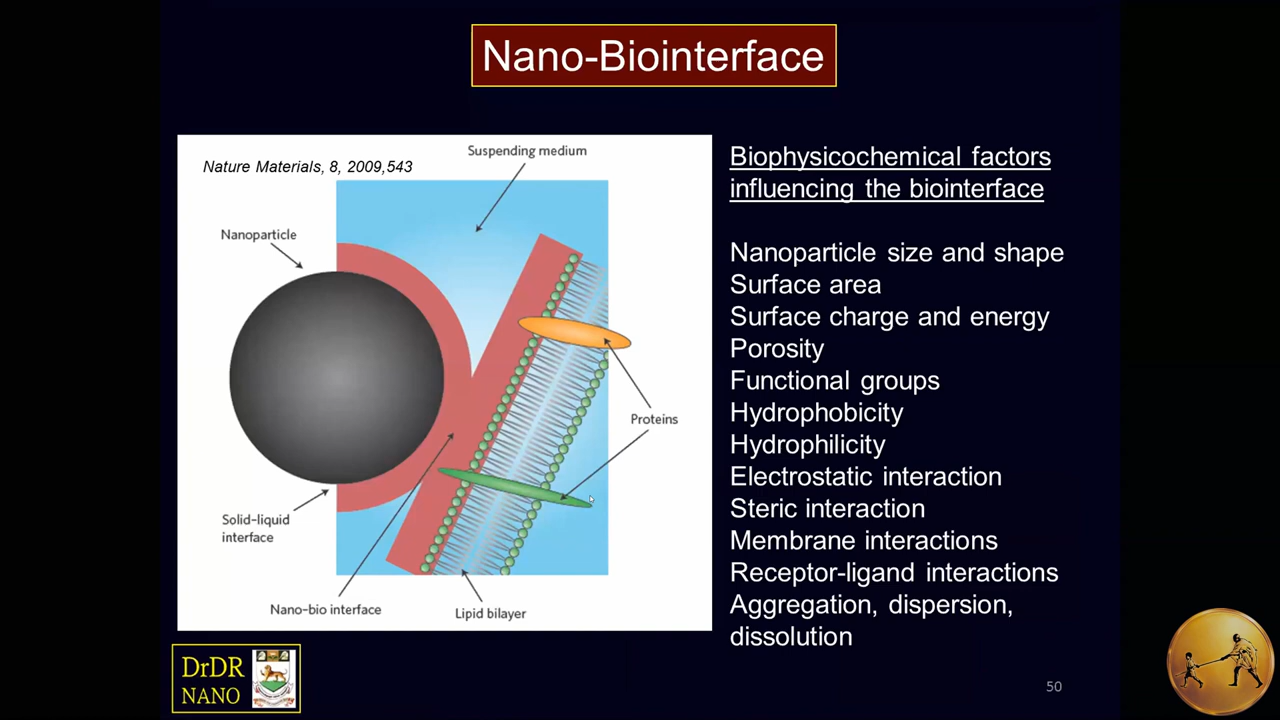 Nano-Biointerface
Nature Materials, 8, 2009,543
Suspending medium
Nanoparticle
Proteins
Solid-liquid
interface
Nano-bio interface
Lipid bilayer
Biophysicochemical factors
influencing the biointerface
Nanoparticle size and shape
Surface area
Surface charge and energy
Porosity
Functional groups
Hydrophobicity
Hydrophilicity
Electrostatic interaction
Steric interaction
Membrane interactions
Receptor-ligand interactions
Aggregation, dispersion,
dissolution
DrDR
NANO
50